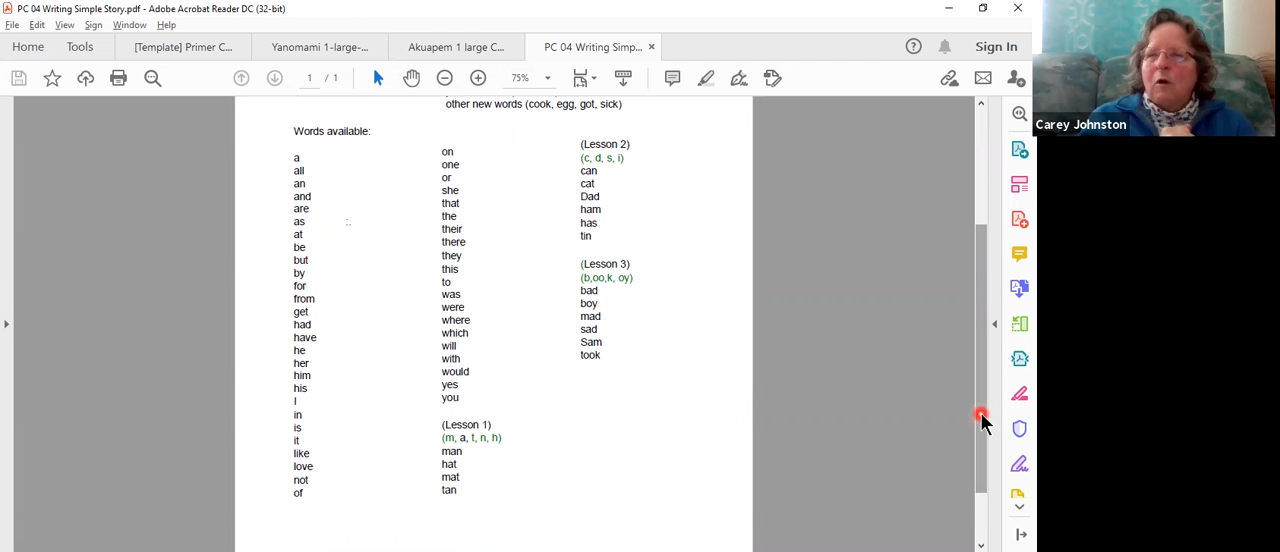 PC 04 Writing Simple Story.pdf - Adobe Acrobat Reader DC (32-bit)
File Edit View Sign Window Help
Home Tools [Template] Primer C... Yanomami 1-large-... Akuapem 1 large C... PC 04 Writing Simp... Sign In
1 / 1 75%
Carey Johnston
other new words (cook, egg, got, sick)
Words available:
a
all
an
and
are
as
at
be
but
by
for
from
get
had
have
he
her
him
his
I
in
is
it
like
love
not
of
:.
on
one
or
she
that
the
their
there
they
this
to
was
were
where
which
will
with
would
yes
you
(Lesson 1)
(m, a, t, n, h)
man
hat
mat
tan
(Lesson 2)
(c, d, s, i)
can
cat
Dad
ham
has
tin
(Lesson 3)
(b,oo,k, oy)
bad
boy
mad
sad
Sam
took